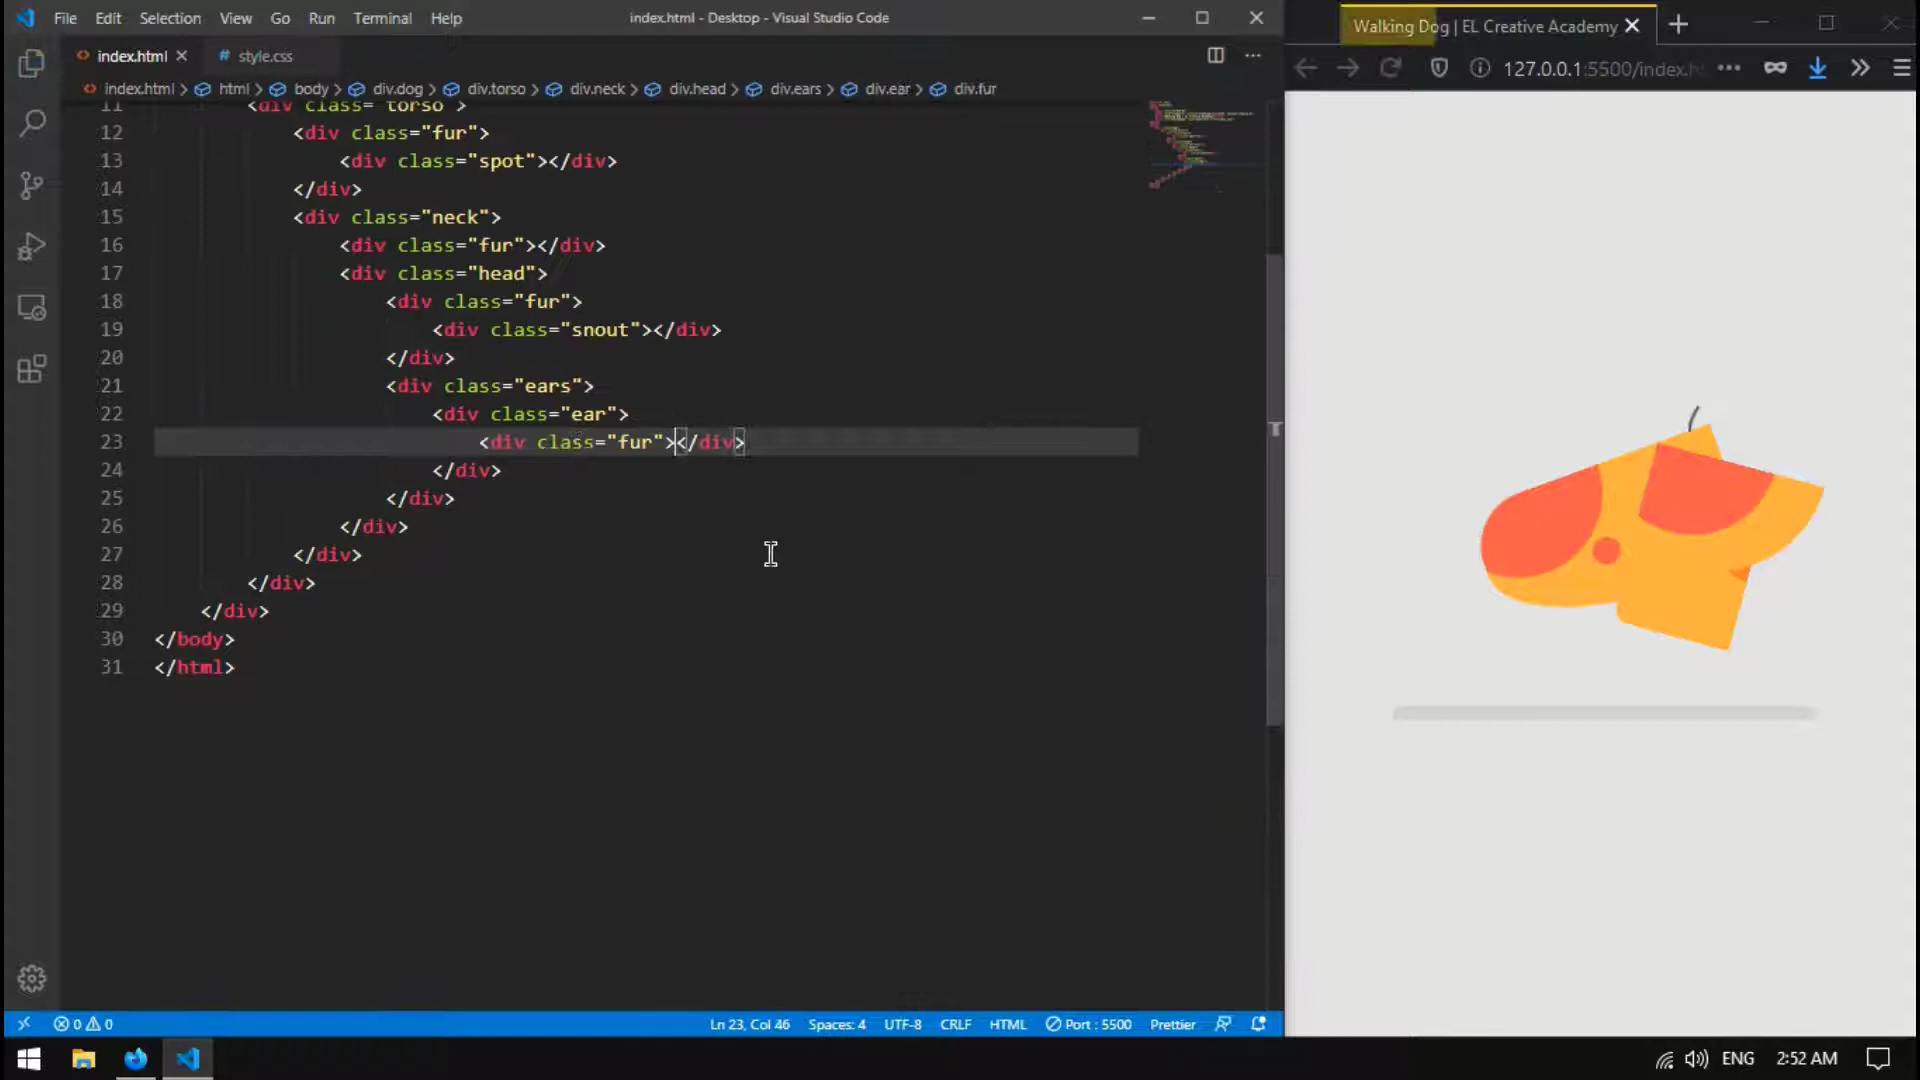 File Edit Selection View Go Run Terminal Help
index.html - Desktop - Visual Studio Code
Walking Dog | EL Creative Academy
index.html
# style.css
127.0.0.1:5500/index.h
index.html > html > body > div.dog > div.torso > div.neck > div.head > div.ears > div.ear > div.fur
11 <div class="torso">
12 <div class="fur">
13 <div class="spot"></div>
14 </div>
15 <div class="neck">
16 <div class="fur"></div>
17 <div class="head">
18 <div class="fur">
19 <div class="snout"></div>
20 </div>
21 <div class="ears">
22 <div class="ear">
23 <div class="fur"></div>
24 </div>
25 </div>
26 </div>
27 </div>
28 </div>
29 </div>
30 </body>
31 </html>
0 0
Ln 23, Col 46 Spaces: 4 UTF-8 CRLF HTML Port : 5500 Prettier
ENG 2:52 AM